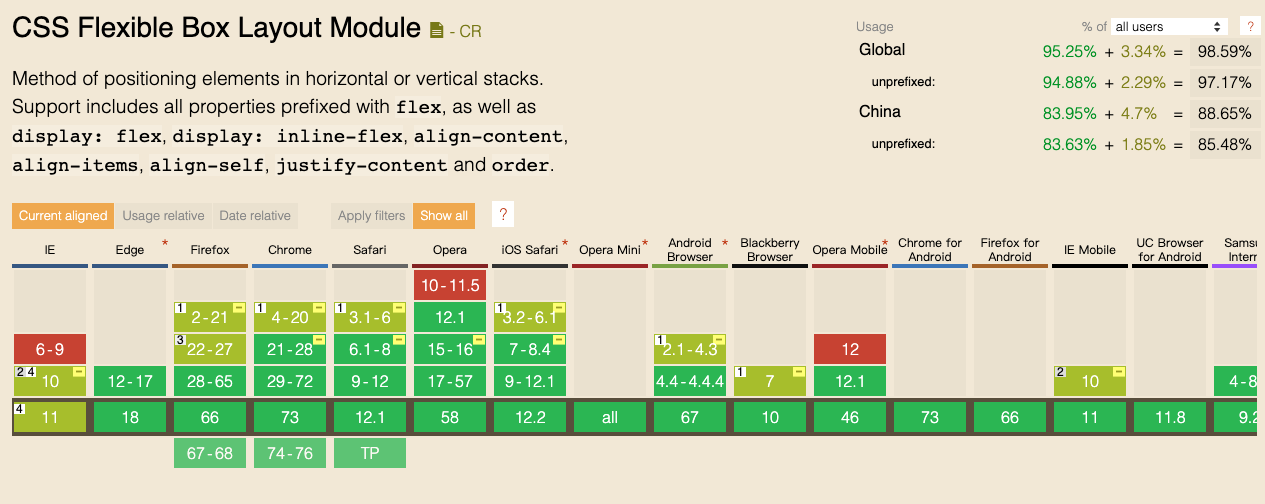 CSS Flexible Box Layout Module - CR
Usage % of all users ?
Global 95.25% + 3.34% = 98.59%
unprefixed: 94.88% + 2.29% = 97.17%
China 83.95% + 4.7% = 88.65%
unprefixed: 83.63% + 1.85% = 85.48%
Method of positioning elements in horizontal or vertical stacks.
Support includes all properties prefixed with flex, as well as
display: flex, display: inline-flex, align-content,
align-items, align-self, justify-content and order.
Current aligned Usage relative Date relative Apply filters Show all ?
IE Edge * Firefox Chrome Safari Opera iOS Safari * Opera Mini * Android Browser * Blackberry Browser Opera Mobile * Chrome for Android Firefox for Android IE Mobile UC Browser for Android
10-11.5
1 2-21 1 4-20 1 3.1-6 12.1 1 3.2-6.1
6-9 3 22-27 21-28 6.1-8 15-16 7-8.4 1 2.1-4.3 12
2 4 10 12-17 28-65 29-72 9-12 17-57 9-12.1 4.4-4.4.4 1 7 12.1 2 10 4-8
4 11 18 66 73 12.1 58 12.2 all 67 10 46 73 66 11 11.8 9.2
67-68 74-76 TP